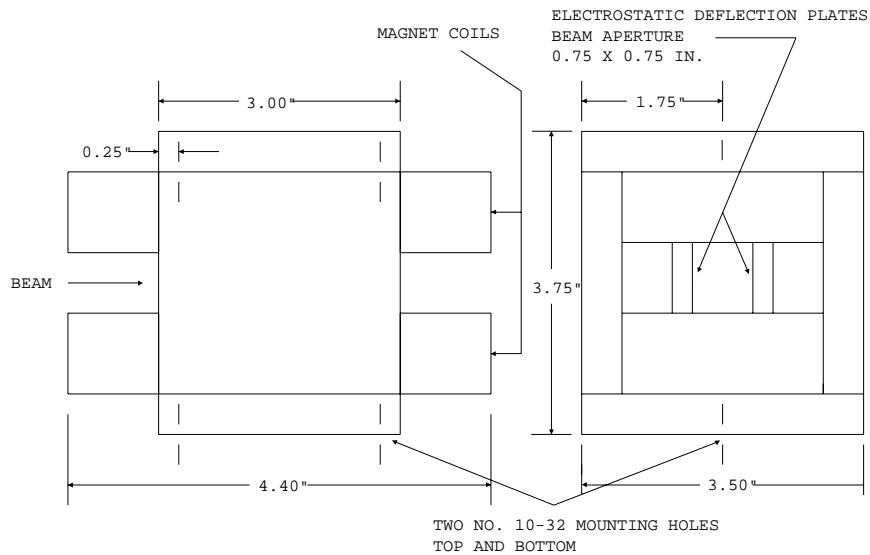 ELECTROSTATIC DEFLECTION PLATES
BEAM APERTURE
0.75 X 0.75 IN.
MAGNET COILS
3.00"
1.75"
0.25"
BEAM
3.75"
4.40"
3.50"
TWO NO. 10-32 MOUNTING HOLES
TOP AND BOTTOM